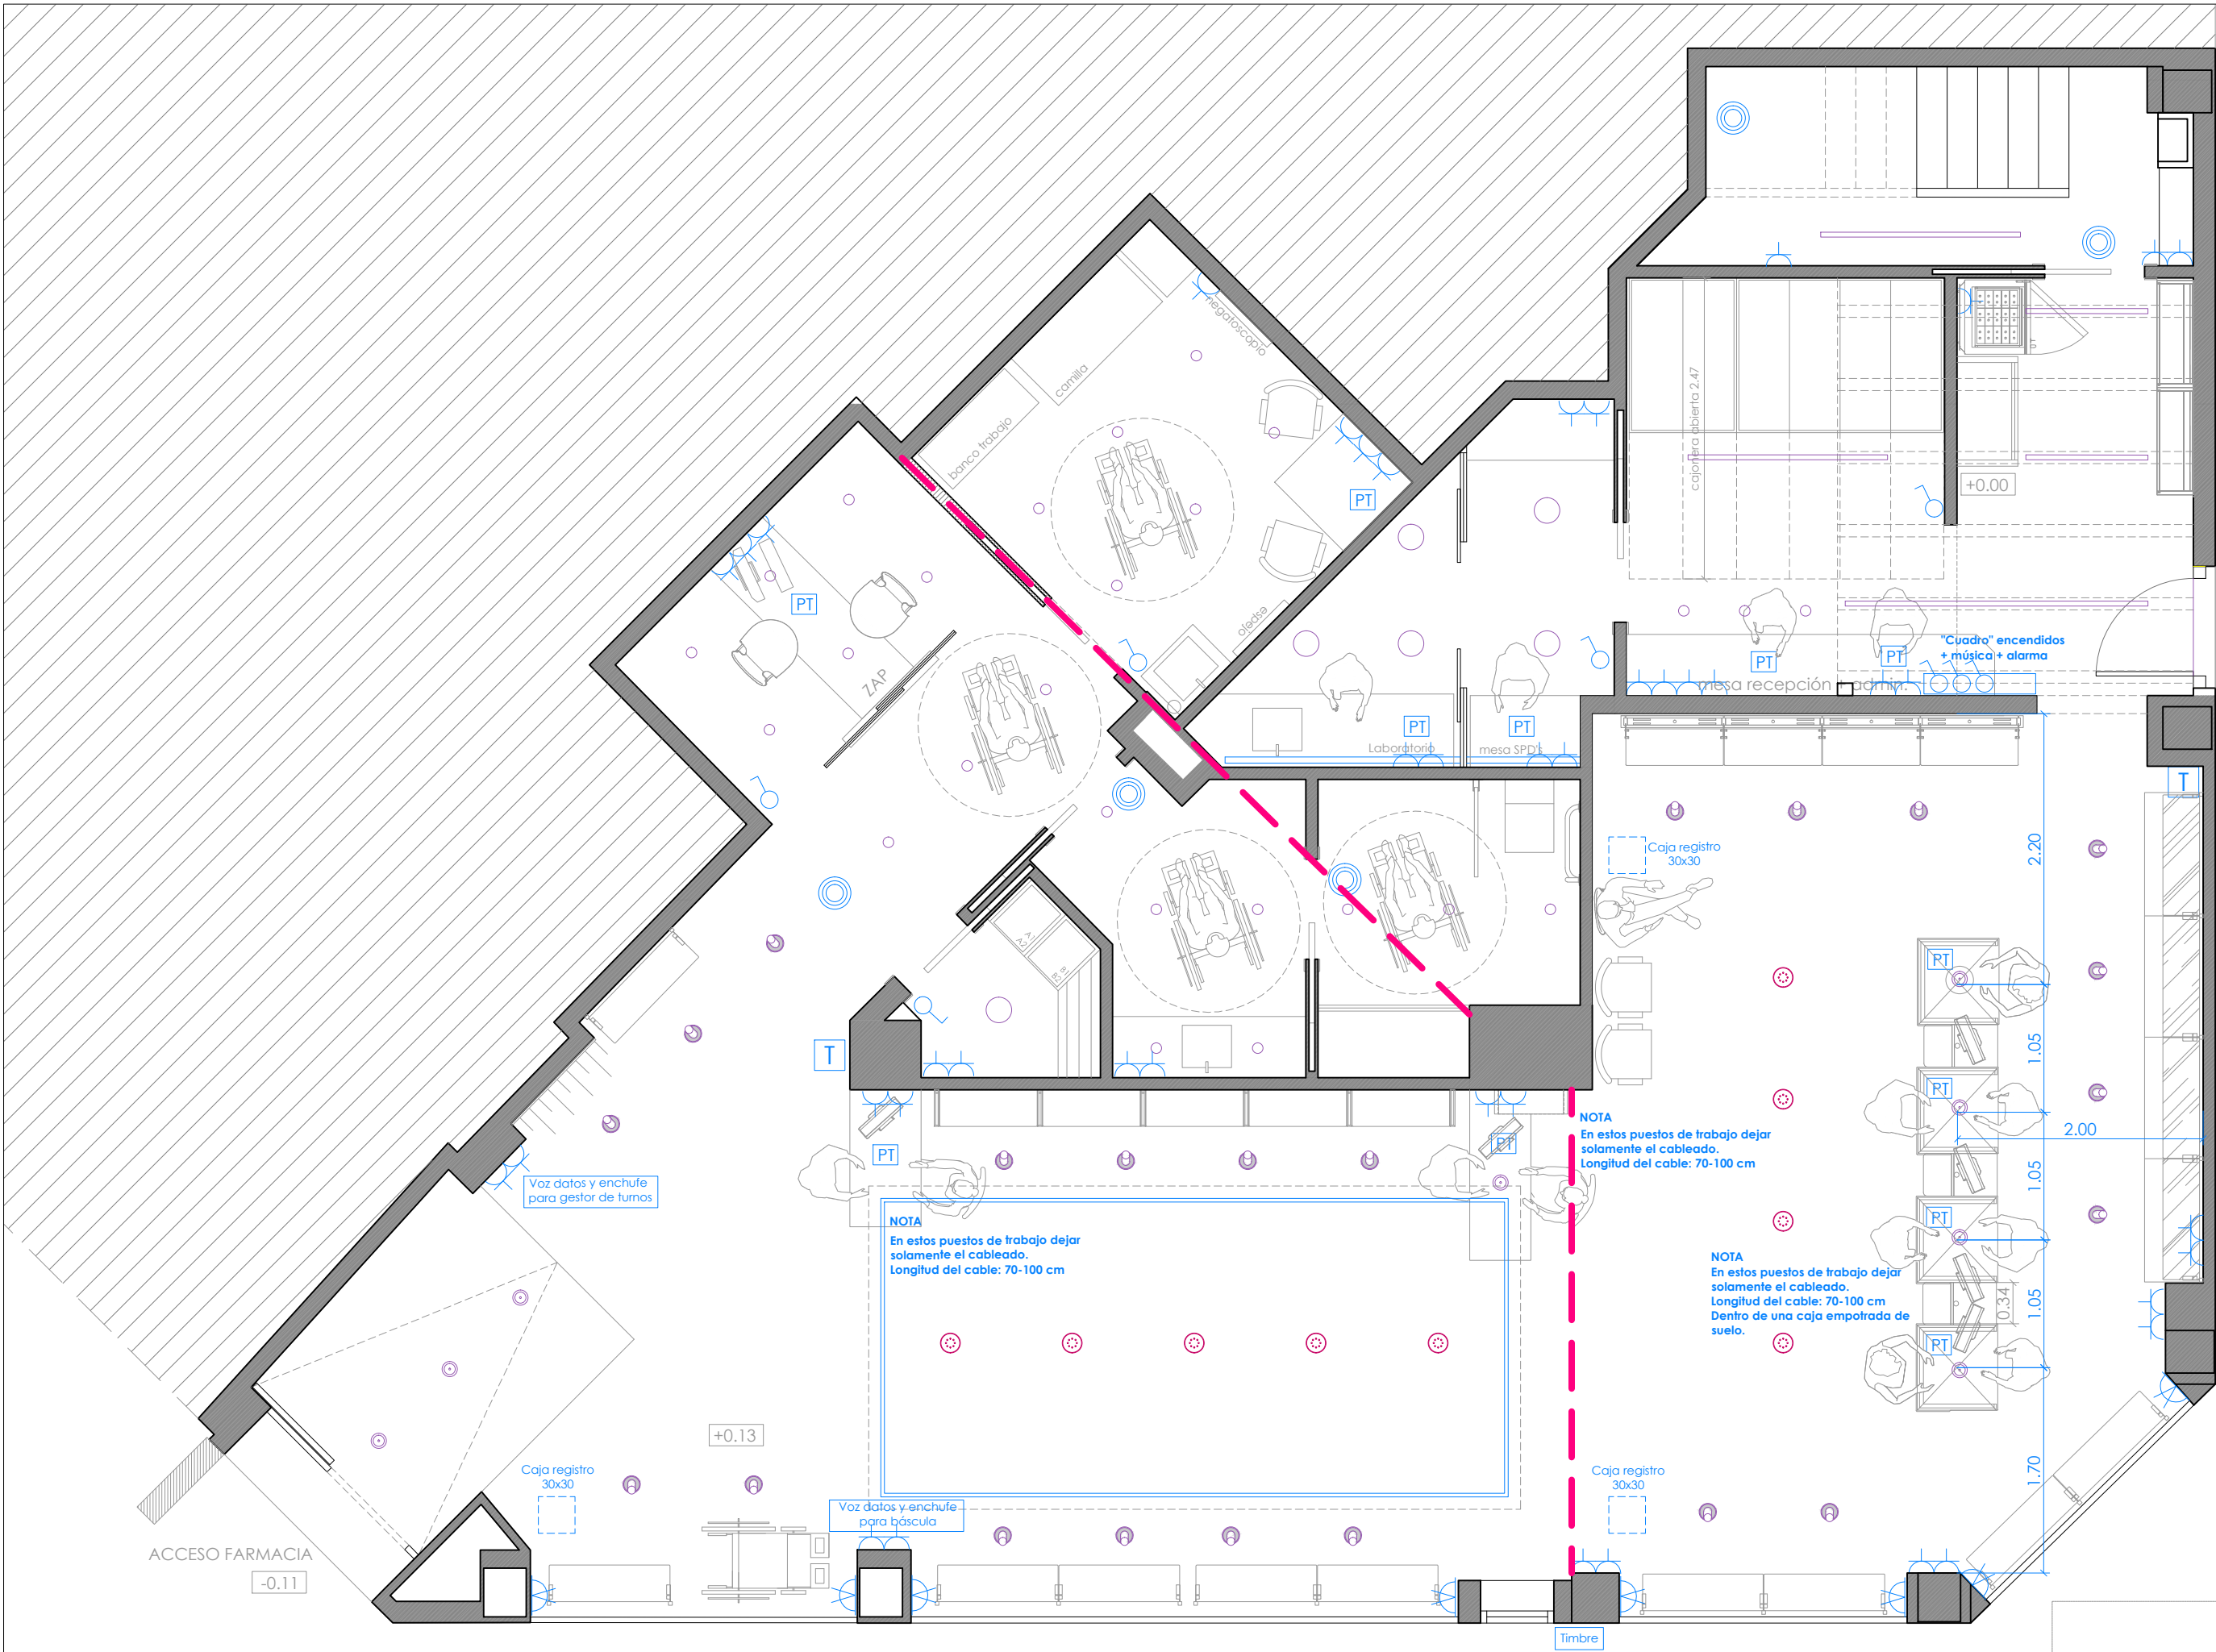 negatoscopio
camilla
cajonera abierta 2.47
banco trabajo
+0.00
PT
PT
espejo
"Cuadro" encendidos
+ música + alarma
PT
PT
ZAP
mesa recepción + admin.
PT
PT
Laboratorio
mesa SPD's
T
Caja registro
30x30
2.20
A1
A2
B1
B2
PT
T
1.05
PT
NOTA
En estos puestos de trabajo dejar
solamente el cableado.
Longitud del cable: 70-100 cm
2.00
PT
PT
Voz datos y enchufe
para gestor de turnos
1.05
PT
NOTA
En estos puestos de trabajo dejar
solamente el cableado.
Longitud del cable: 70-100 cm
NOTA
En estos puestos de trabajo dejar
solamente el cableado.
Longitud del cable: 70-100 cm
Dentro de una caja empotrada de
suelo.
0.34
1.05
PT
+0.13
Caja registro
30x30
Caja registro
30x30
1.70
Voz datos y enchufe
para báscula
ACCESO FARMACIA
-0.11
Timbre